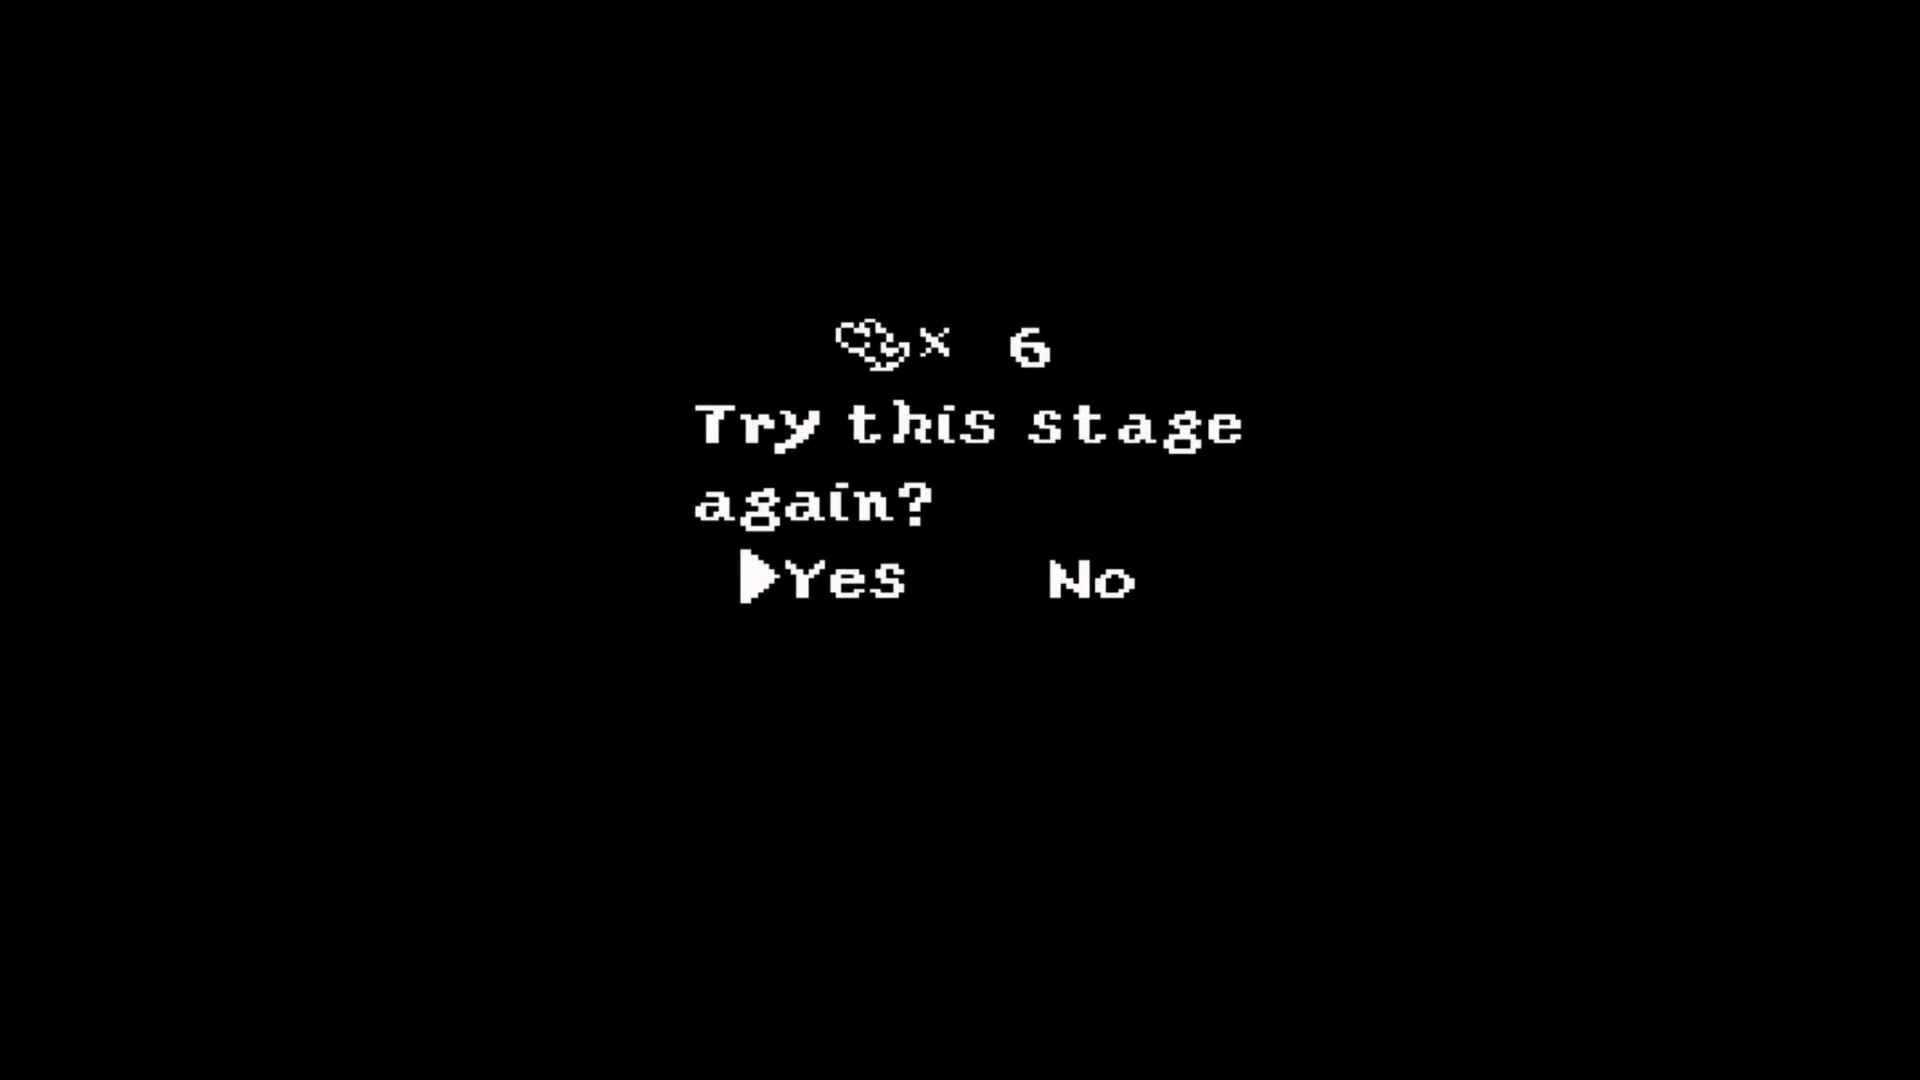 × 6
Try this stage
again?
▶Yes No